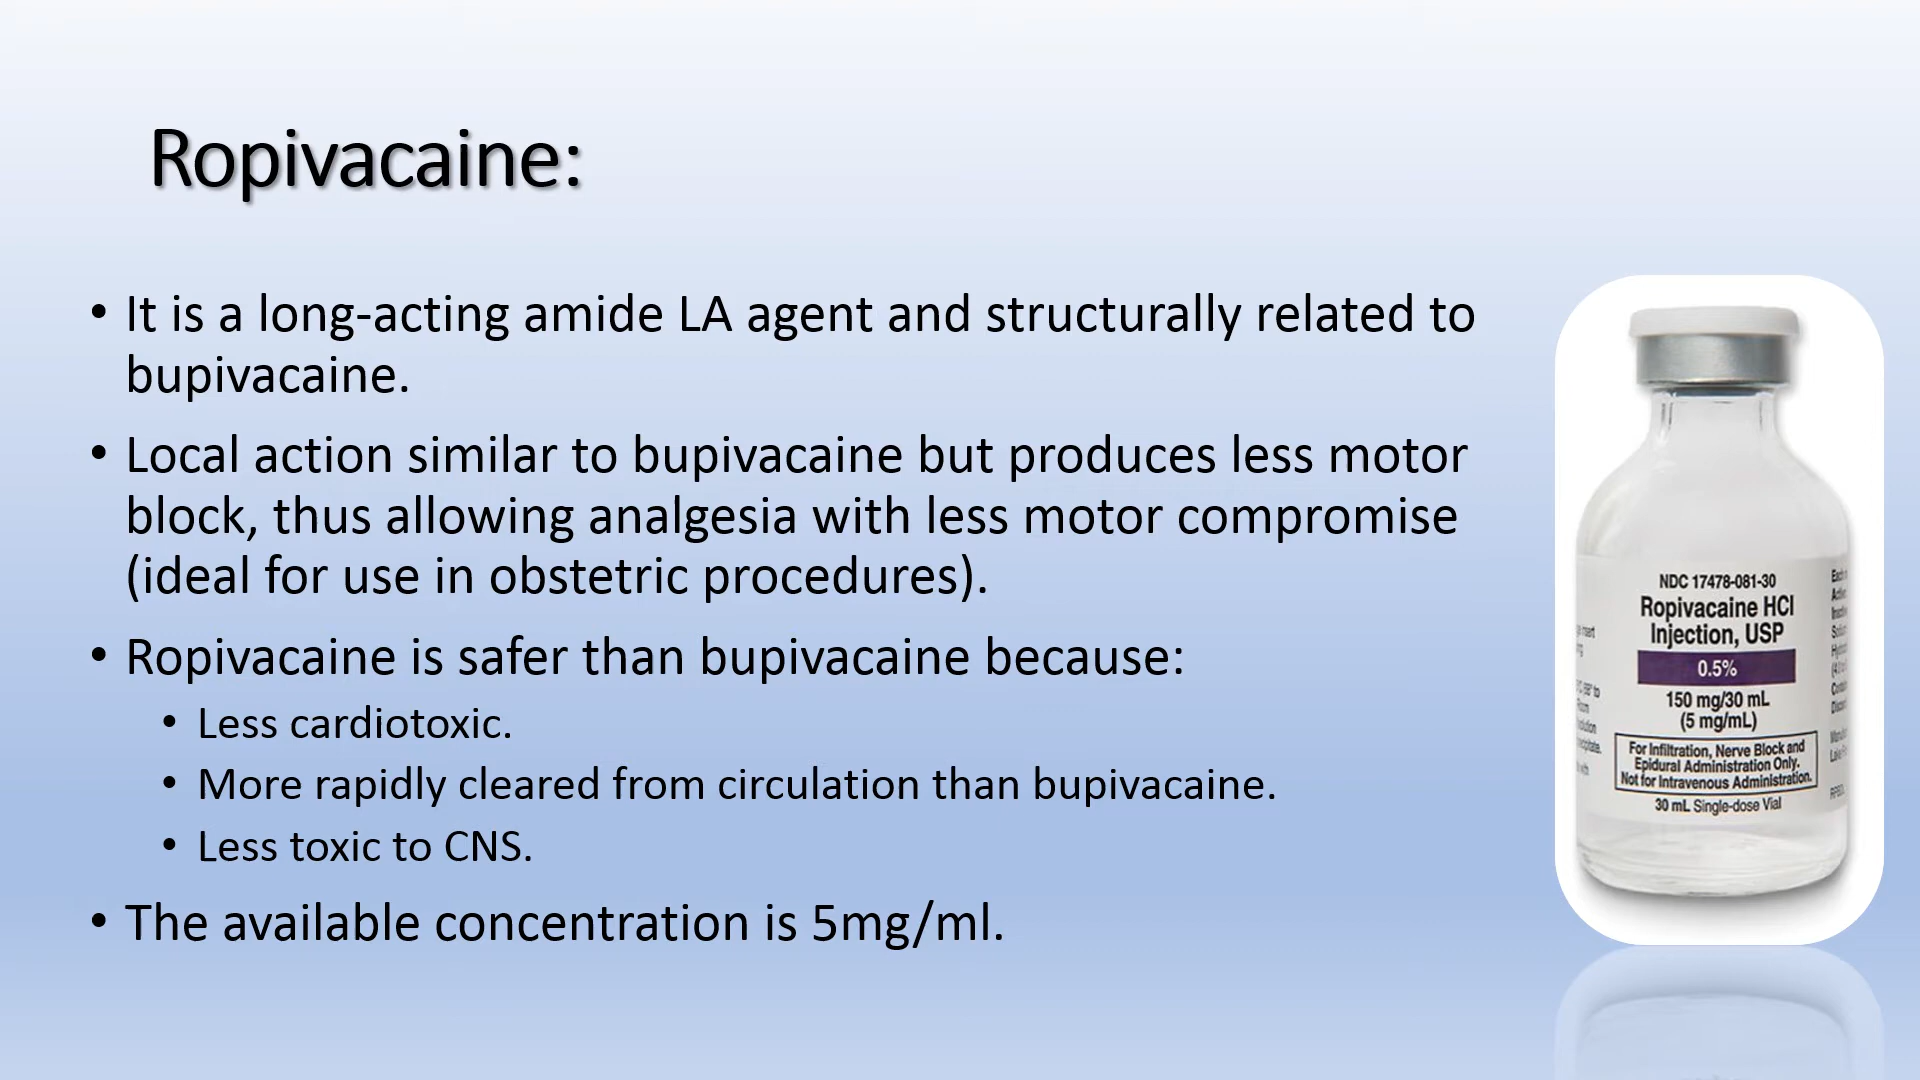 Ropivacaine:
• It is a long-acting amide LA agent and structurally related to
bupivacaine.
• Local action similar to bupivacaine but produces less motor
block, thus allowing analgesia with less motor compromise
(ideal for use in obstetric procedures).
• Ropivacaine is safer than bupivacaine because:
• Less cardiotoxic.
• More rapidly cleared from circulation than bupivacaine.
• Less toxic to CNS.
• The available concentration is 5mg/ml.
NDC 17478-081-30
Ropivacaine HCl
Injection, USP
0.5%
150 mg/30 mL
(5 mg/mL)
For Infiltration, Nerve Block and
Epidural Administration Only.
Not for Intravenous Administration.
30 mL Single-dose Vial